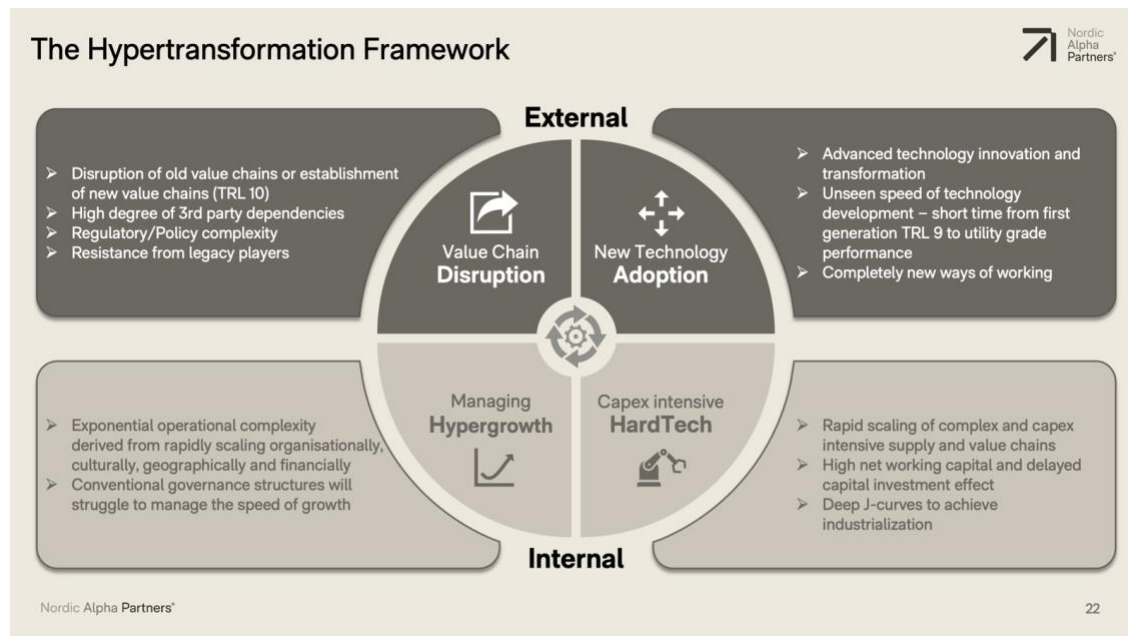 The Hypertransformation Framework
Nordic
Alpha
Partners®
External
➢ Disruption of old value chains or establishment
of new value chains (TRL 10)
➢ High degree of 3rd party dependencies
➢ Regulatory/Policy complexity
➢ Resistance from legacy players
Value Chain
Disruption
New Technology
Adoption
➢ Advanced technology innovation and
transformation
➢ Unseen speed of technology
development – short time from first
generation TRL 9 to utility grade
performance
➢ Completely new ways of working
➢ Exponential operational complexity
derived from rapidly scaling organisationally,
culturally, geographically and financially
➢ Conventional governance structures will
struggle to manage the speed of growth
Managing
Hypergrowth
Capex intensive
HardTech
➢ Rapid scaling of complex and capex
intensive supply and value chains
➢ High net working capital and delayed
capital investment effect
➢ Deep J-curves to achieve
industrialization
Internal
Nordic Alpha Partners®
22